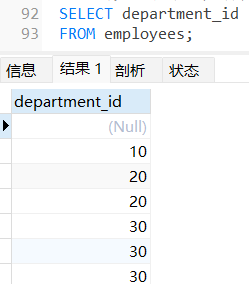 92 SELECT department_id
93 FROM employees;
信息 结果 1 剖析 状态
department_id
(Null)
10
20
20
30
30
30